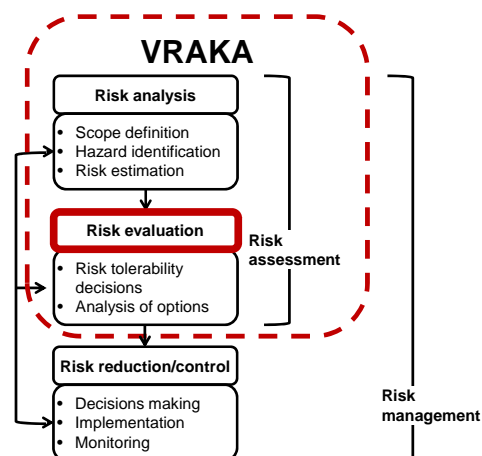 VRAKA
Risk analysis
• Scope definition
• Hazard identification
• Risk estimation
Risk evaluation
Risk
assessment
• Risk tolerability
decisions
• Analysis of options
Risk reduction/control
• Decisions making
• Implementation
• Monitoring
Risk
management